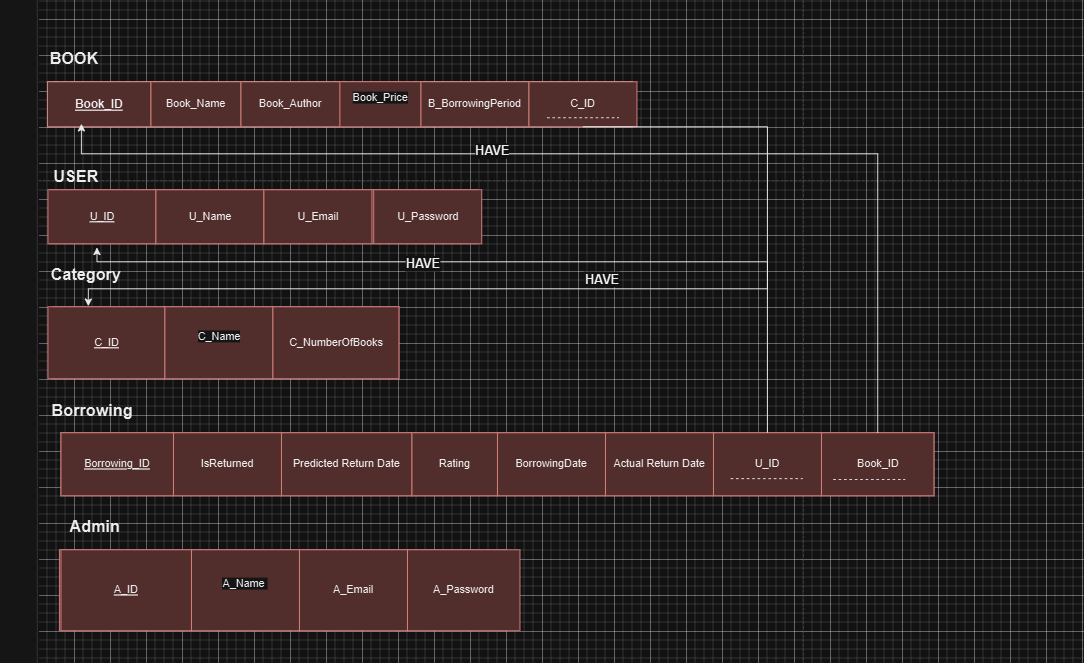 BOOK
Book_ID Book_Name Book_Author Book_Price B_BorrowingPeriod C_ID
HAVE
USER
U_ID U_Name U_Email U_Password
HAVE
Category
HAVE
C_ID C_Name C_NumberOfBooks
Borrowing
Borrowing_ID IsReturned Predicted Return Date Rating BorrowingDate Actual Return Date U_ID Book_ID
Admin
A_ID A_Name A_Email A_Password